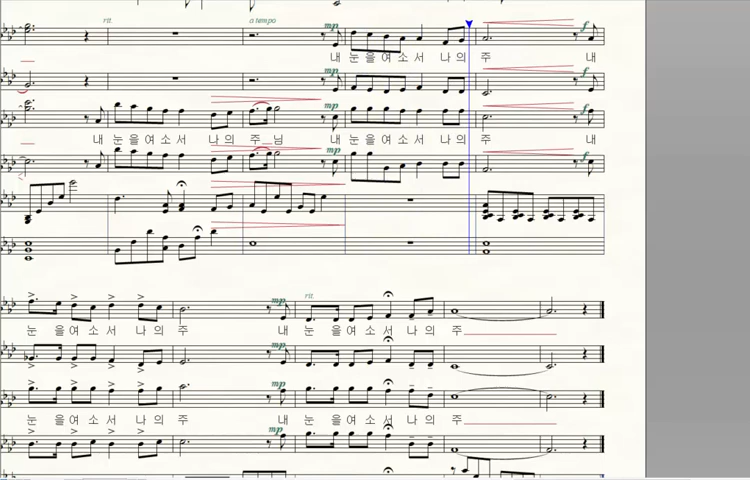 rit a tempo mp f
내 눈 을 여 소 서 나 의 주 내
mp f
mp f
내 눈 을 여 소 서 나 의 주 님 내 눈 을 여 소 서 나 의 주 내
mp f
mp rit
눈 을 여 소 서 나 의 주 내 눈 을 여 소 서 나 의 주
mp
mp
눈 을 여 소 서 나 의 주 내 눈 을 여 소 서 나 의 주
mp